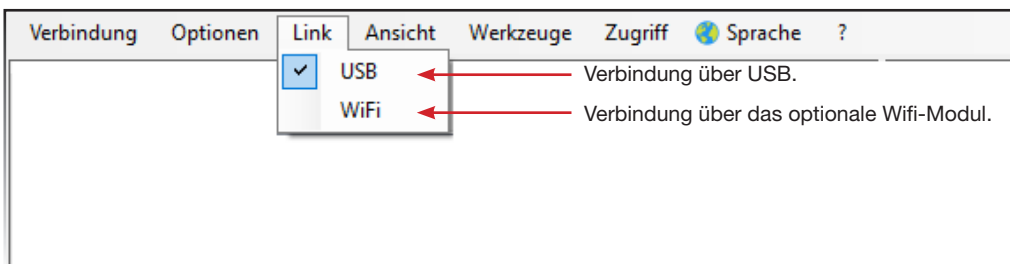 Verbindung Optionen Link Ansicht Werkzeuge Zugriff Sprache ?
USB Verbindung über USB.
WiFi Verbindung über das optionale Wifi-Modul.